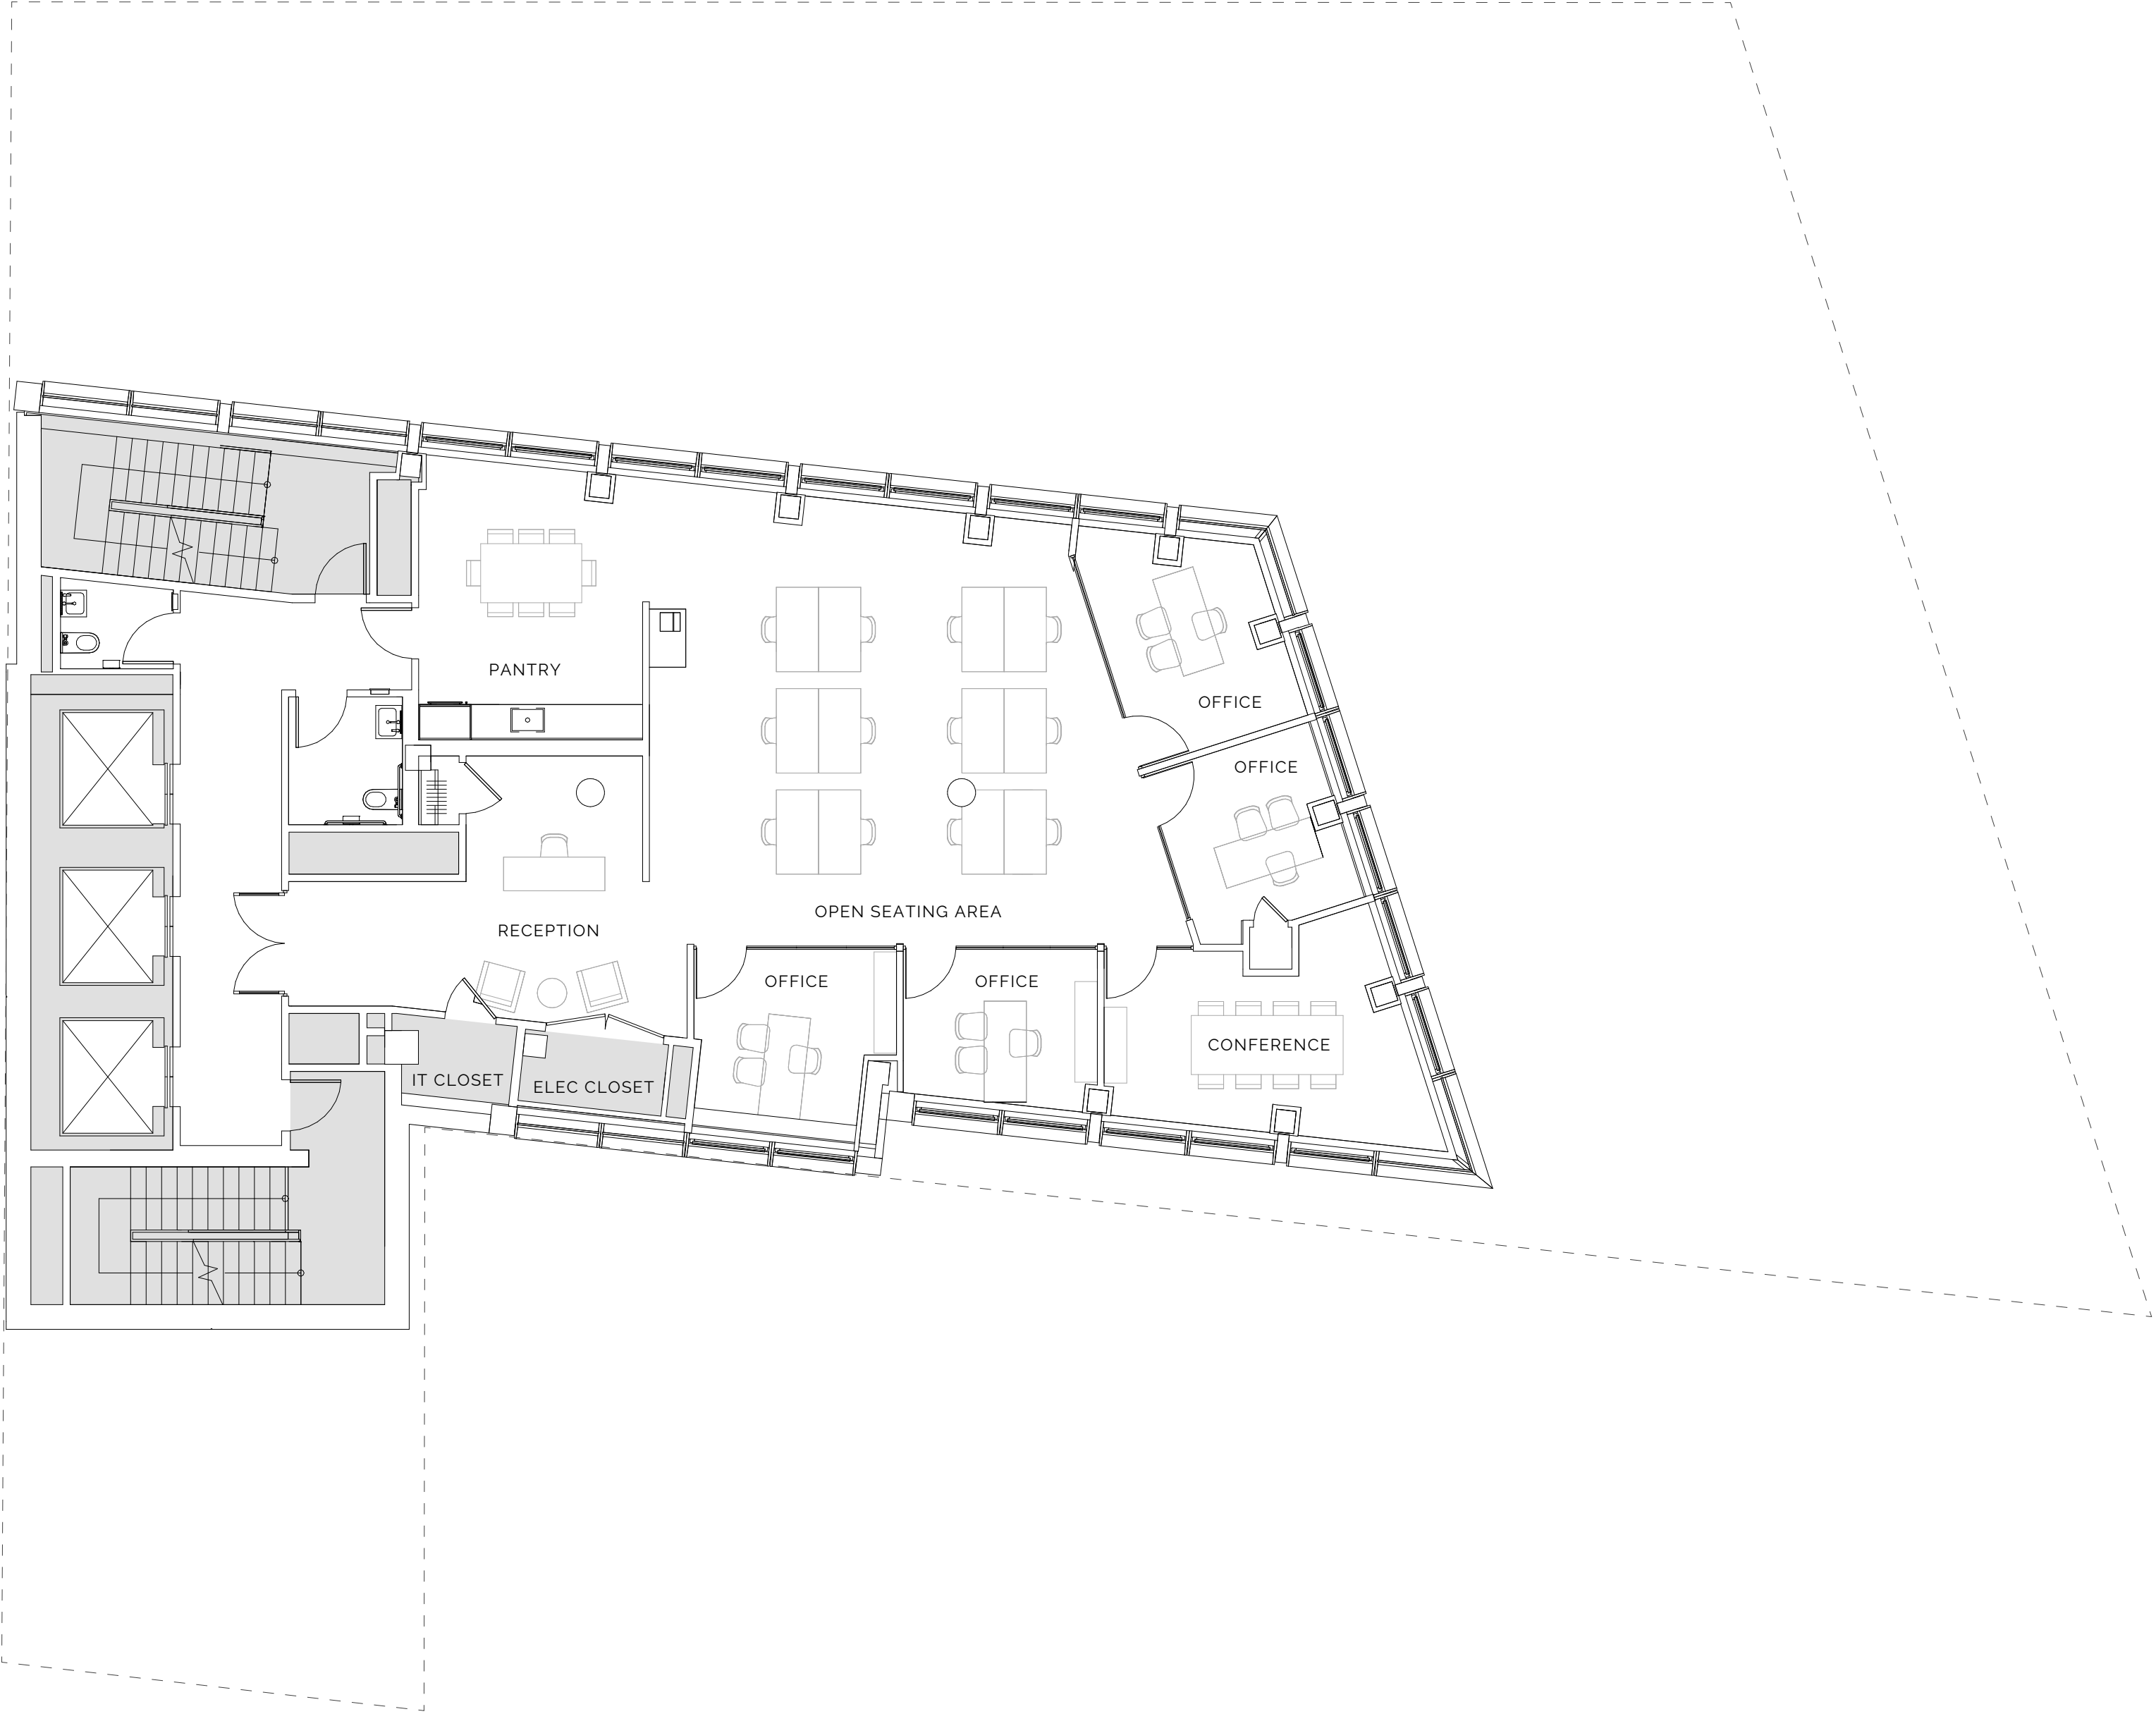 PANTRY
OFFICE
OFFICE
OPEN SEATING AREA
RECEPTION
OFFICE
OFFICE
CONFERENCE
IT CLOSET
ELEC CLOSET